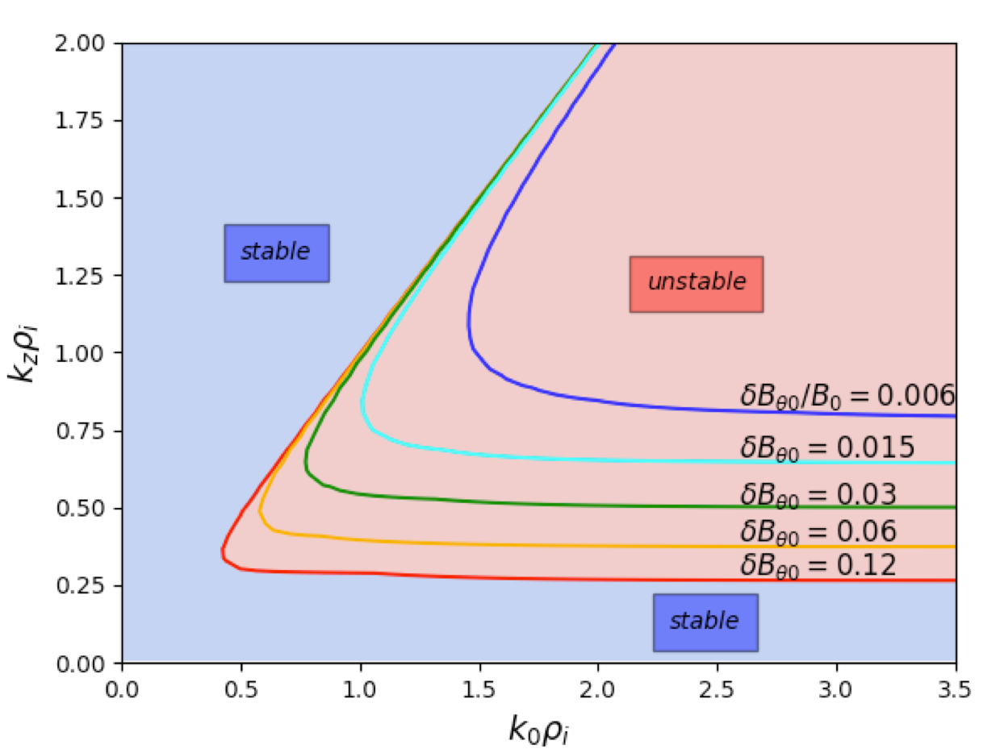 2.00
1.75
1.50
1.25
1.00
0.75
0.50
0.25
0.00
k_zρ_i
stable
unstable
δB_θ0/B_0 = 0.006
δB_θ0 = 0.015
δB_θ0 = 0.03
δB_θ0 = 0.06
δB_θ0 = 0.12
stable
0.0 0.5 1.0 1.5 2.0 2.5 3.0 3.5
k_0ρ_i